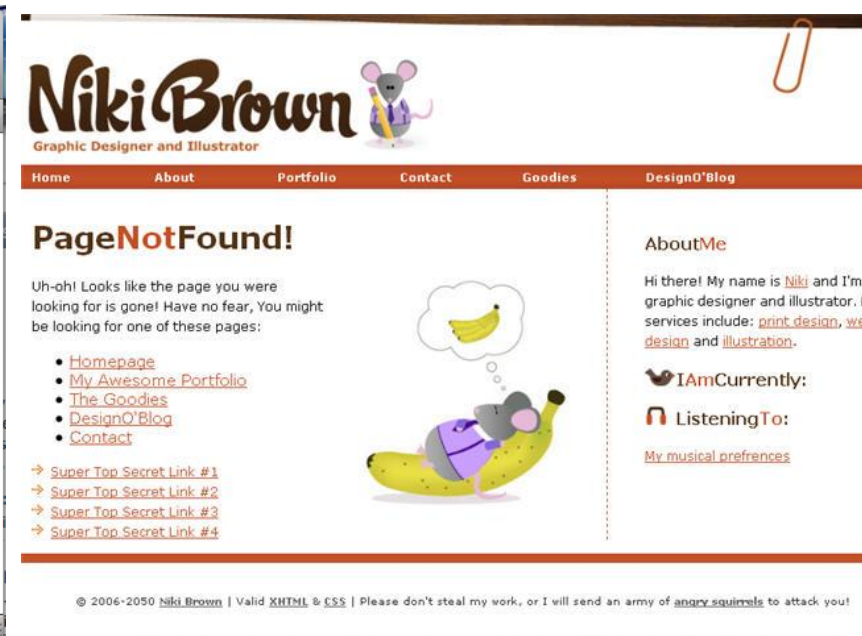 Niki Brown
Graphic Designer and Illustrator
Home About Portfolio Contact Goodies DesignO'Blog
PageNotFound!
Uh-oh! Looks like the page you were
looking for is gone! Have no fear, You might
be looking for one of these pages:
Homepage
My Awesome Portfolio
The Goodies
DesignO'Blog
Contact
Super Top Secret Link #1
Super Top Secret Link #2
Super Top Secret Link #3
Super Top Secret Link #4
AboutMe
Hi there! My name is Niki and I'm
graphic designer and illustrator.
services include: print design, we
design and illustration.
IAmCurrently:
ListeningTo:
My musical prefrences
© 2006-2050 Niki Brown | Valid XHTML & CSS | Please don't steal my work, or I will send an army of angry squirrels to attack you!